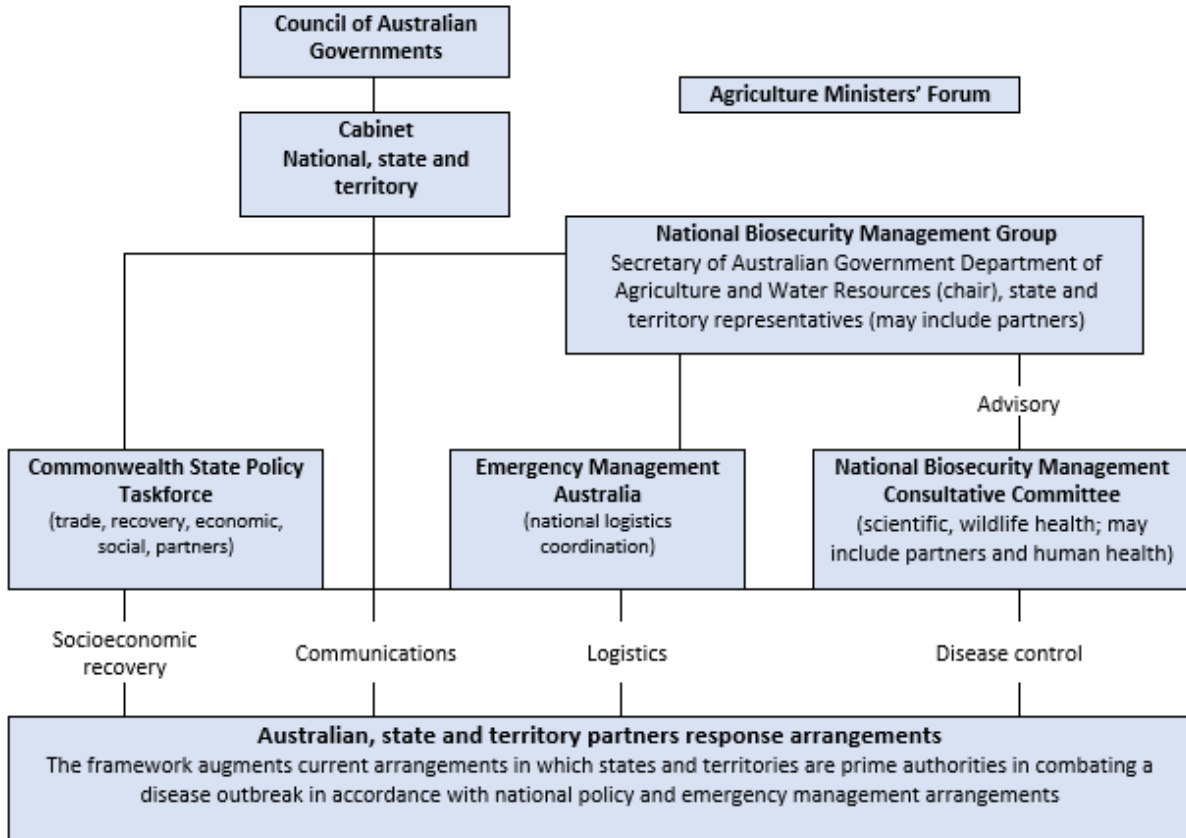 Council of Australian
Governments
Agriculture Ministers' Forum
Cabinet
National, state and
territory
National Biosecurity Management Group
Secretary of Australian Government Department of
Agriculture and Water Resources (chair), state and
territory representatives (may include partners)
Advisory
Commonwealth State Policy
Taskforce
(trade, recovery, economic,
social, partners)
Emergency Management
Australia
(national logistics
coordination)
National Biosecurity Management
Consultative Committee
(scientific, wildlife health; may
include partners and human health)
Socioeconomic
recovery
Communications
Logistics
Disease control
Australian, state and territory partners response arrangements
The framework augments current arrangements in which states and territories are prime authorities in combating a
disease outbreak in accordance with national policy and emergency management arrangements